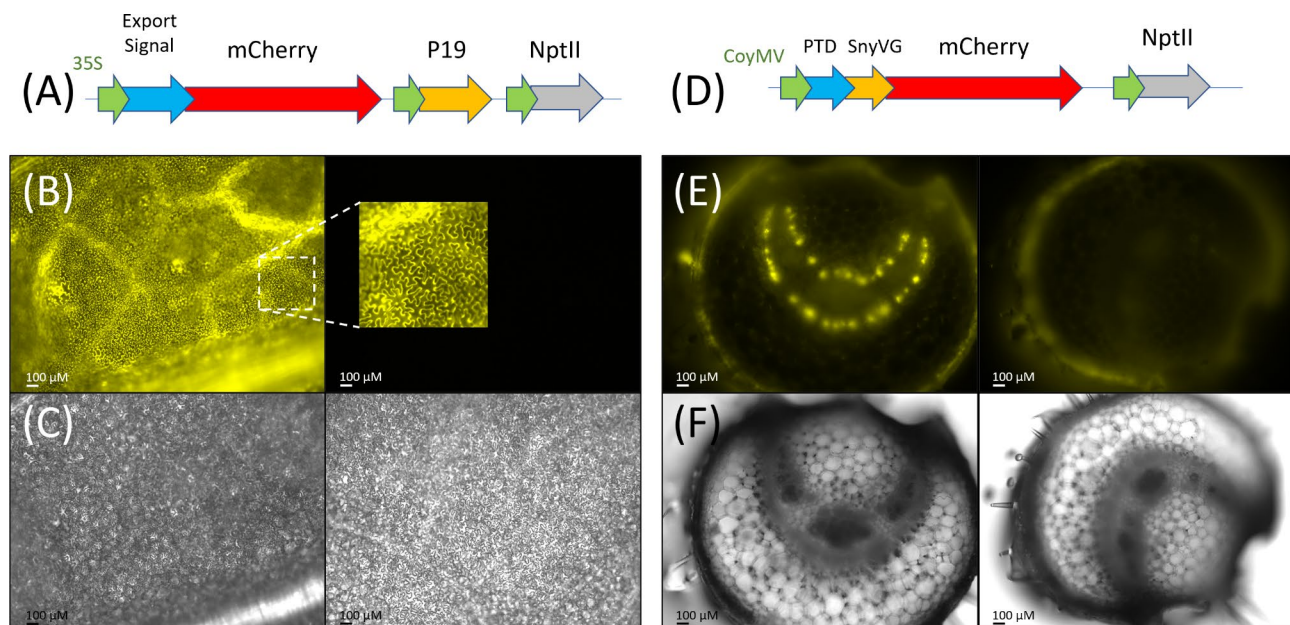 (A)
35S
Export
Signal
mCherry
P19
NptII
(D)
CoyMV
PTD
SnyVG
mCherry
NptII
(B)
100 µM
100 µM
(E)
100 µM
100 µM
(C)
100 µM
100 µM
(F)
100 µM
100 µM